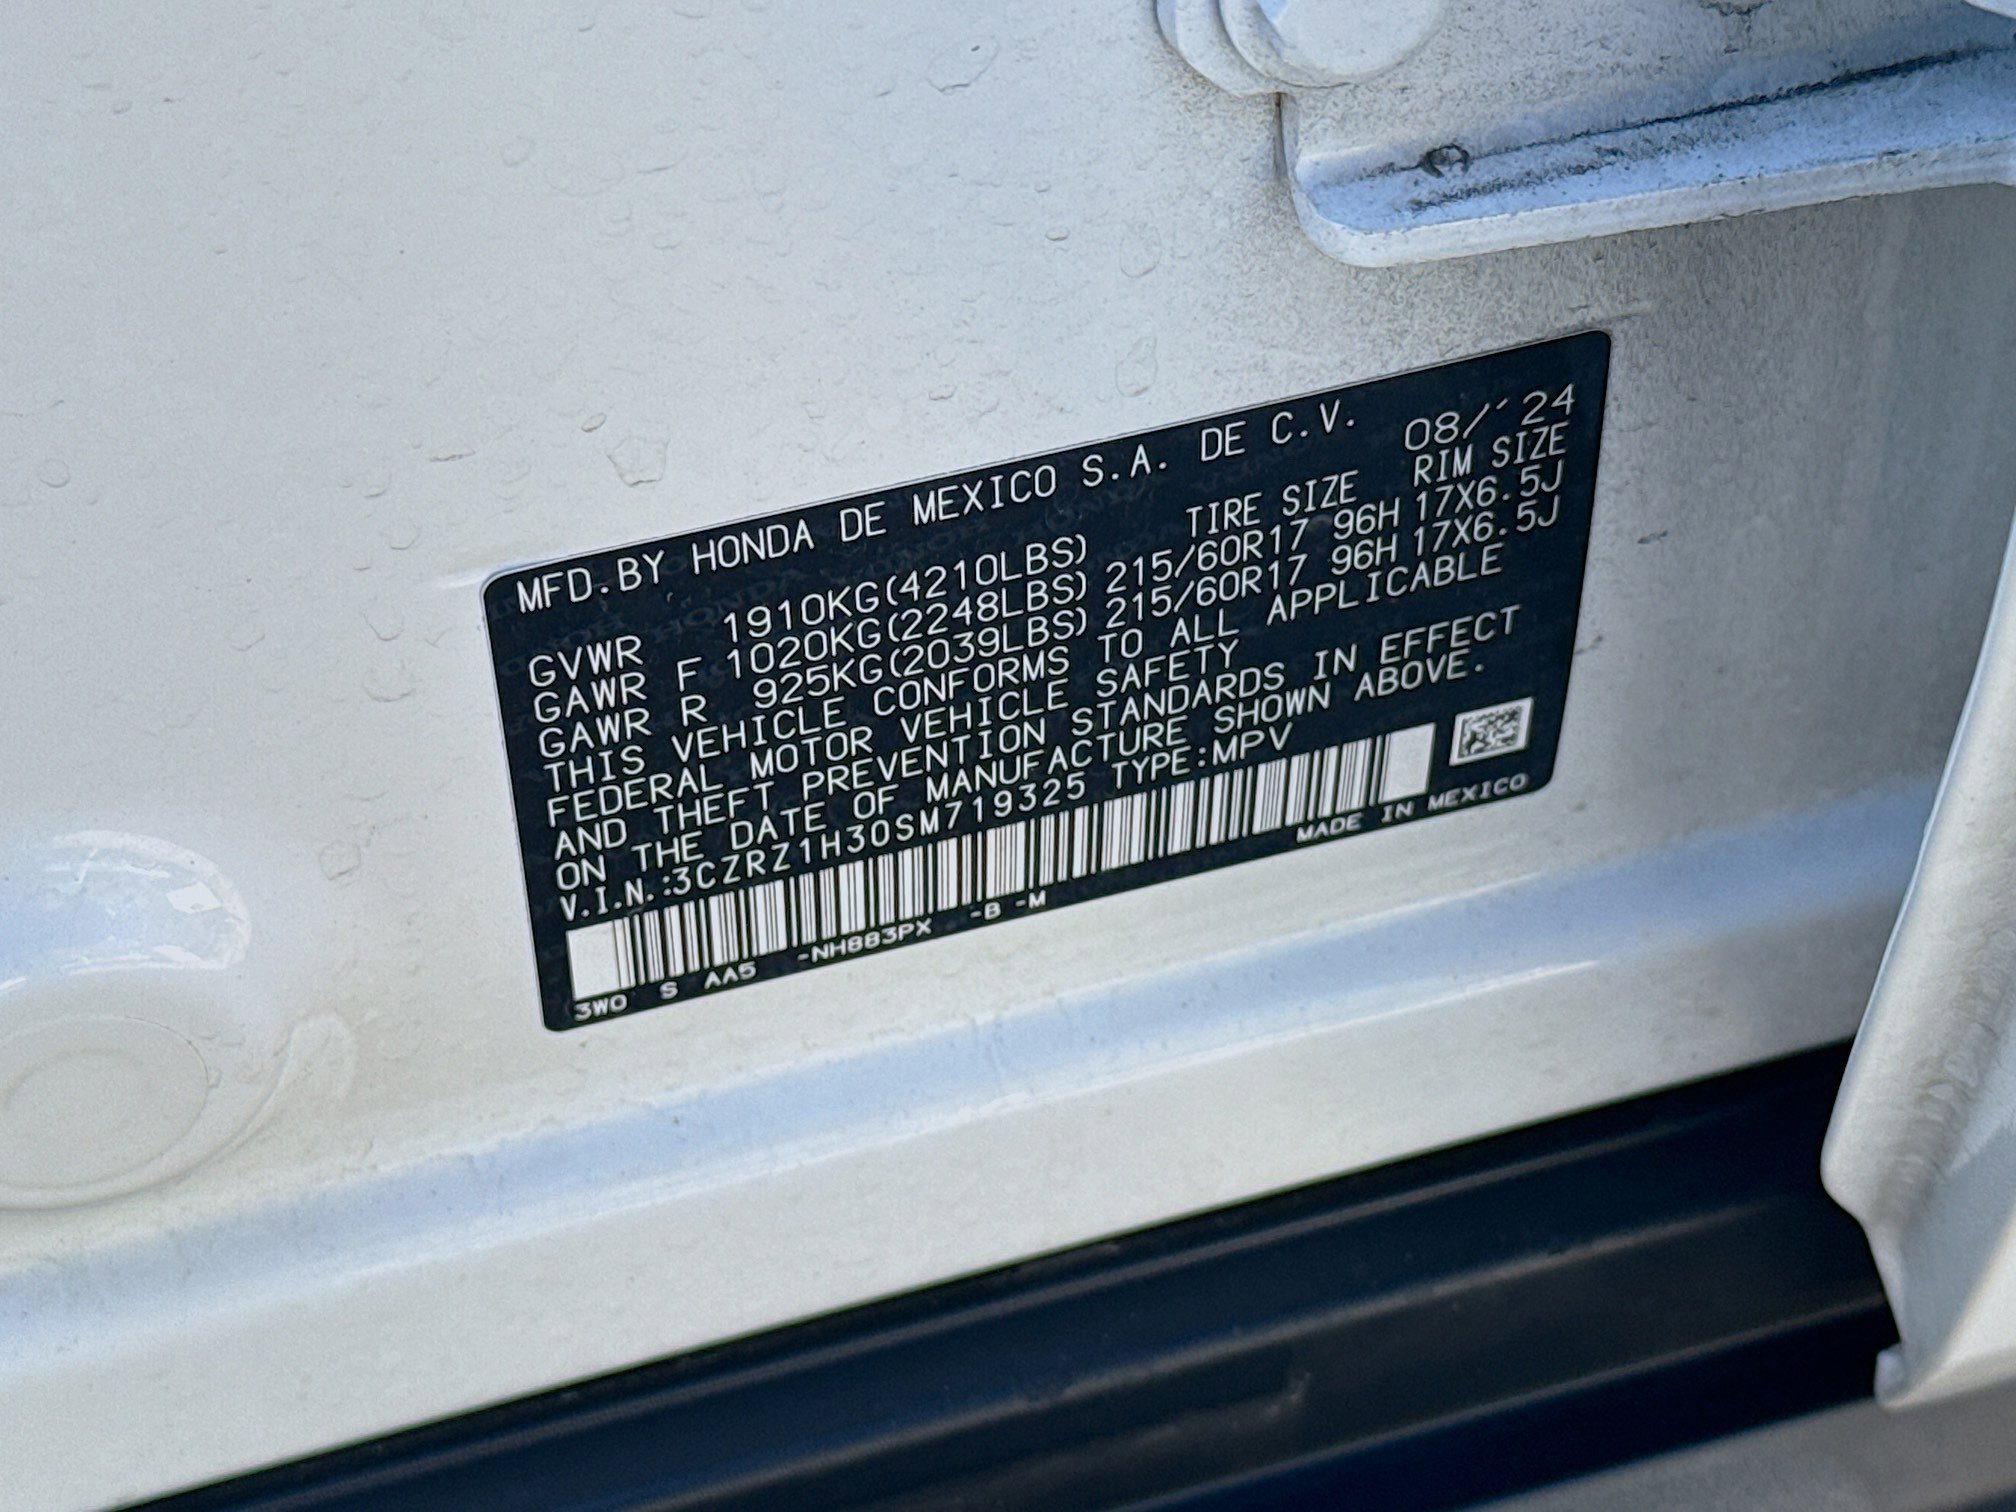 MFD.BY HONDA DE MEXICO S.A. DE C.V. 08/'24
TIRE SIZE RIM SIZE
GVWR 1910KG(4210LBS)
GAWR F 1020KG(2248LBS) 215/60R17 96H 17X6.5J
GAWR R 925KG(2039LBS) 215/60R17 96H 17X6.5J
THIS VEHICLE CONFORMS TO ALL APPLICABLE
FEDERAL MOTOR VEHICLE SAFETY
AND THEFT PREVENTION STANDARDS IN EFFECT
ON THE DATE OF MANUFACTURE SHOWN ABOVE.
V.I.N.:3CZRZ1H30SM719325 TYPE:MPV
3W0 S AA5 -NH883PX -B -M MADE IN MEXICO